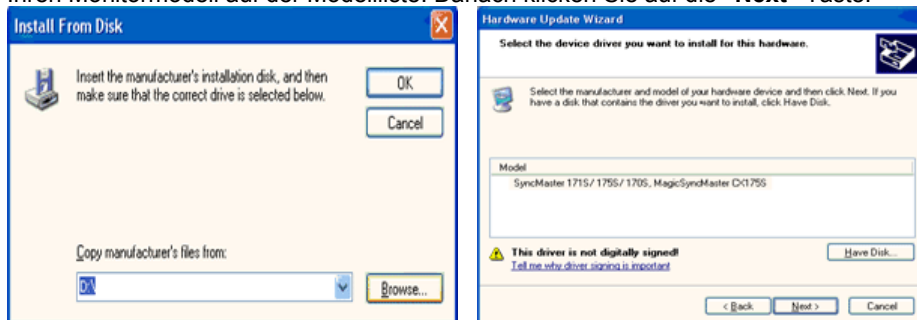 Ihren Monitormodell auf der Modellliste. Danach klicken Sie auf die "Next" Taste.
Install From Disk
Insert the manufacturer's installation disk, and then
make sure that the correct drive is selected below.
OK
Cancel
Copy manufacturer's files from:
D:\
Browse...
Hardware Update Wizard
Select the device driver you want to install for this hardware.
Select the manufacturer and model of your hardware device and then click Next. If you
have a disk that contains the driver you want to install, click Have Disk.
Model
SyncMaster 171S/ 175S/ 170S, MagicSyncMaster CX175S
This driver is not digitally signed!
Tell me why driver signing is important
Have Disk...
< Back
Next >
Cancel